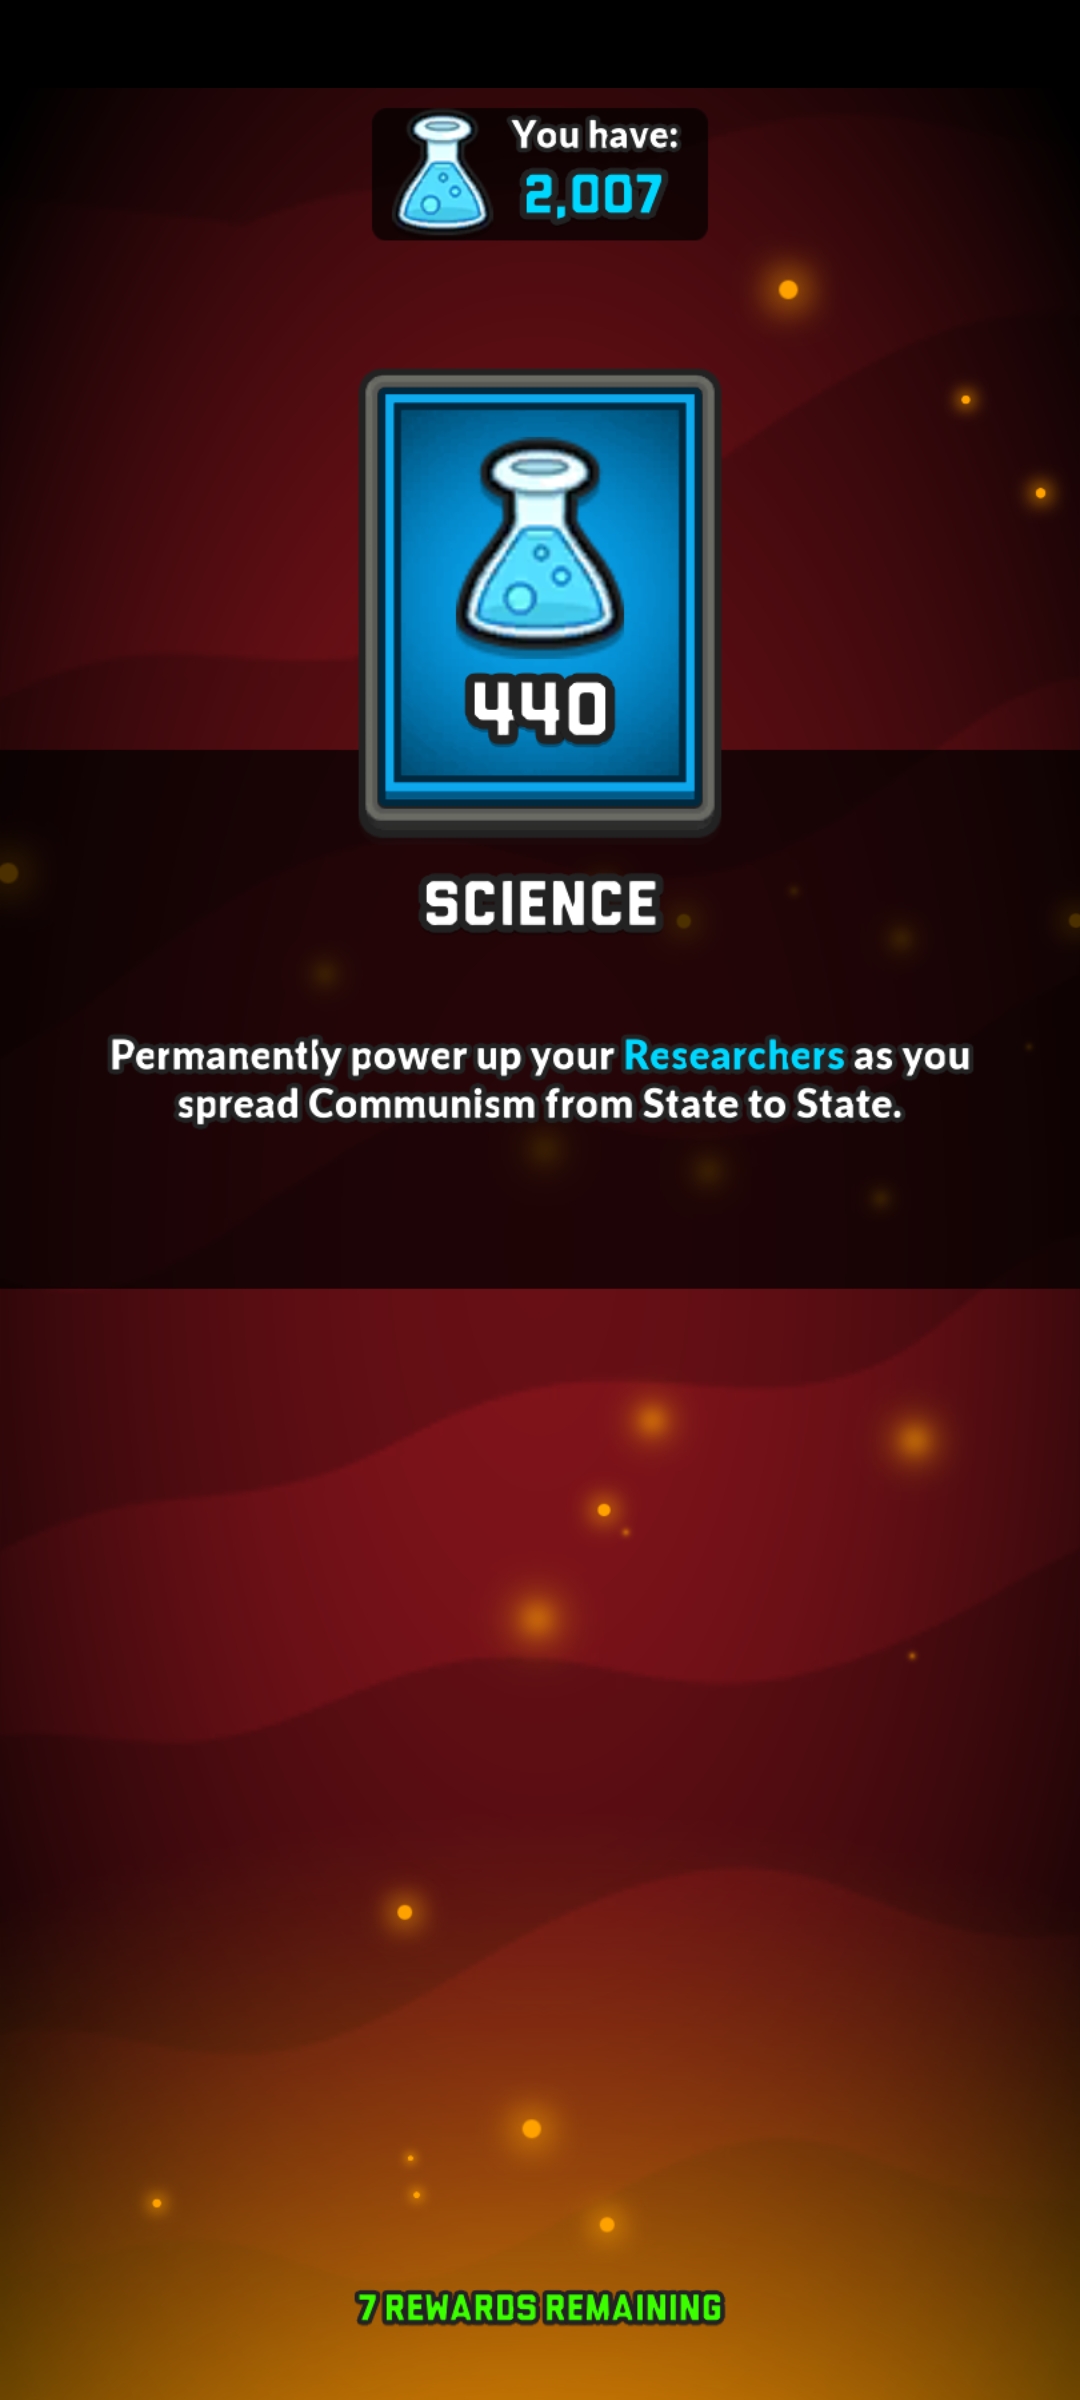 You have:
2,007
440
SCIENCE
Permanently power up your Researchers as you
spread Communism from State to State.
7 REWARDS REMAINING